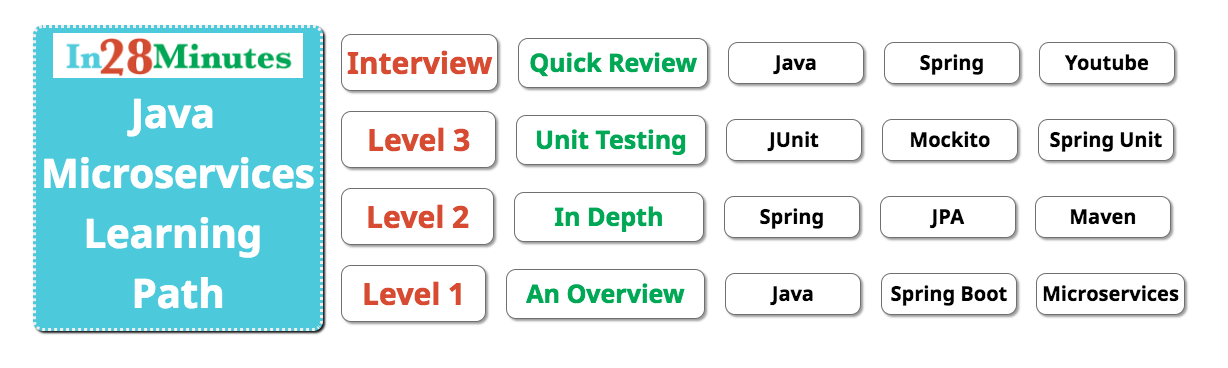 In28Minutes
Java
Microservices
Learning
Path
Interview Quick Review Java Spring Youtube
Level 3 Unit Testing JUnit Mockito Spring Unit
Level 2 In Depth Spring JPA Maven
Level 1 An Overview Java Spring Boot Microservices